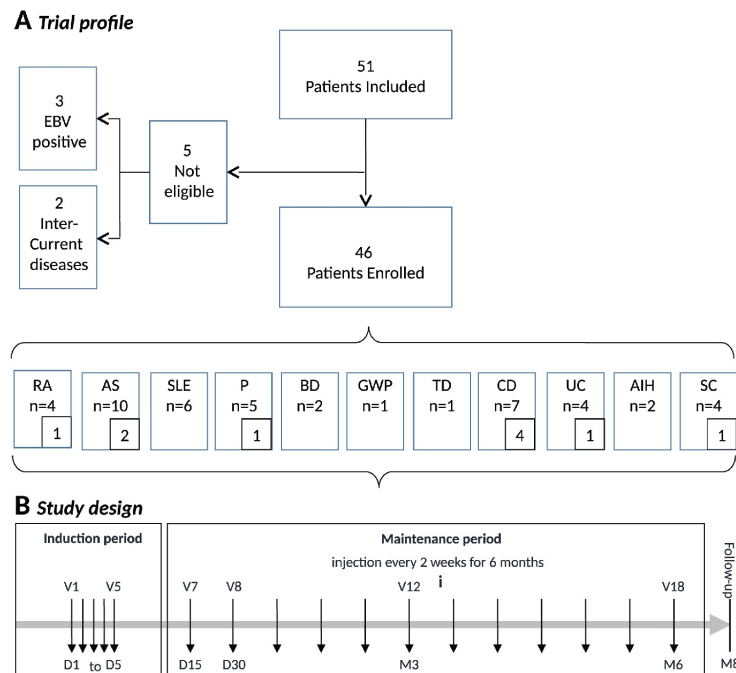 A Trial profile
51
Patients Included
3
EBV
positive
5
Not
eligible
2
Inter-
Current
diseases
46
Patients Enrolled
RA
n=4
1
AS
n=10
2
SLE
n=6
P
n=5
1
BD
n=2
GWP
n=1
TD
n=1
CD
n=7
4
UC
n=4
1
AIH
n=2
SC
n=4
1
B Study design
Induction period
Maintenance period
injection every 2 weeks for 6 months
i
V1 V5
V7 V8 V12 V18
Follow-up
D1 to D5
D15 D30 M3 M6
M8